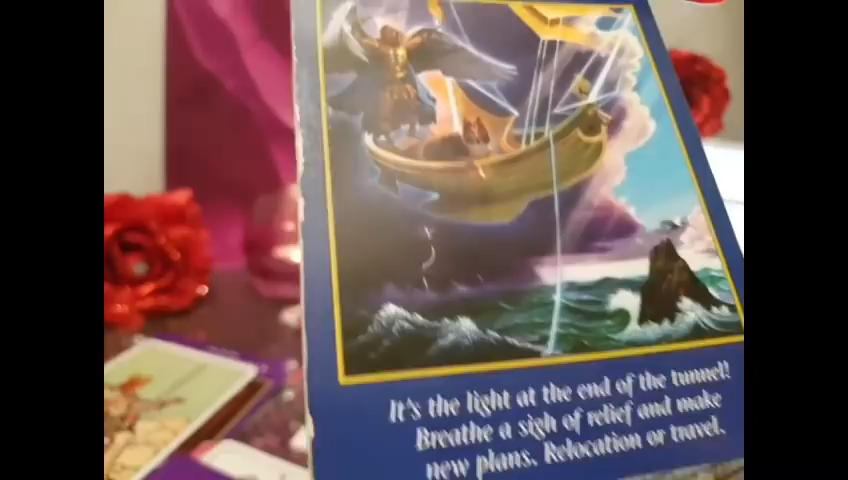 It's the light at the end of the tunnel!
Breathe a sigh of relief and make
new plans. Relocation or travel.